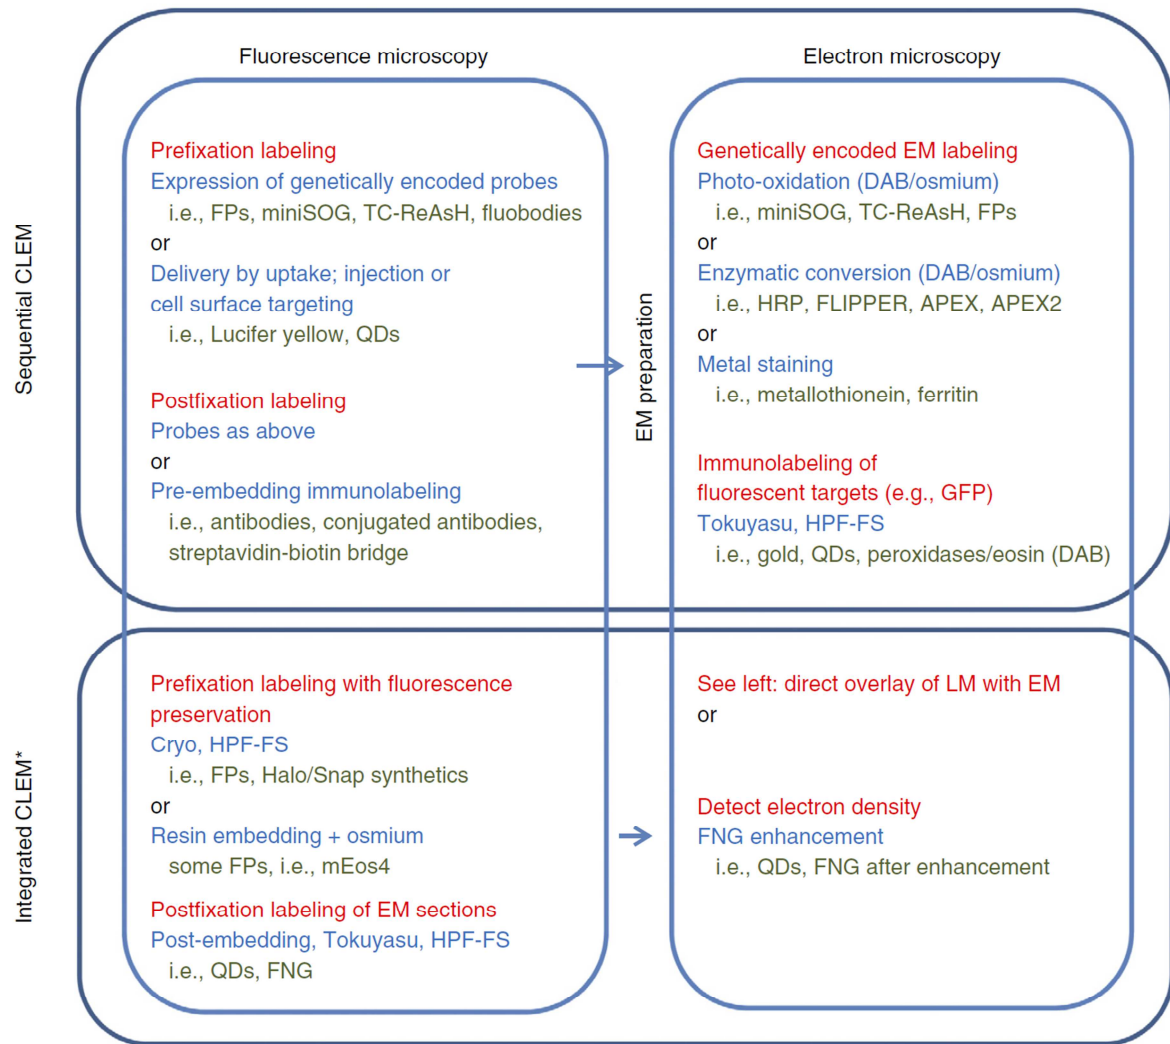 Fluorescence microscopy
Electron microscopy
Sequential CLEM
Prefixation labeling
Expression of genetically encoded probes
i.e., FPs, miniSOG, TC-ReAsH, fluobodies
or
Delivery by uptake; injection or
cell surface targeting
i.e., Lucifer yellow, QDs
Postfixation labeling
Probes as above
or
Pre-embedding immunolabeling
i.e., antibodies, conjugated antibodies,
streptavidin-biotin bridge
EM preparation
Genetically encoded EM labeling
Photo-oxidation (DAB/osmium)
i.e., miniSOG, TC-ReAsH, FPs
or
Enzymatic conversion (DAB/osmium)
i.e., HRP, FLIPPER, APEX, APEX2
or
Metal staining
i.e., metallothionein, ferritin
Immunolabeling of
fluorescent targets (e.g., GFP)
Tokuyasu, HPF-FS
i.e., gold, QDs, peroxidases/eosin (DAB)
Integrated CLEM*
Prefixation labeling with fluorescence
preservation
Cryo, HPF-FS
i.e., FPs, Halo/Snap synthetics
or
Resin embedding + osmium
some FPs, i.e., mEos4
Postfixation labeling of EM sections
Post-embedding, Tokuyasu, HPF-FS
i.e., QDs, FNG
See left: direct overlay of LM with EM
or
Detect electron density
FNG enhancement
i.e., QDs, FNG after enhancement